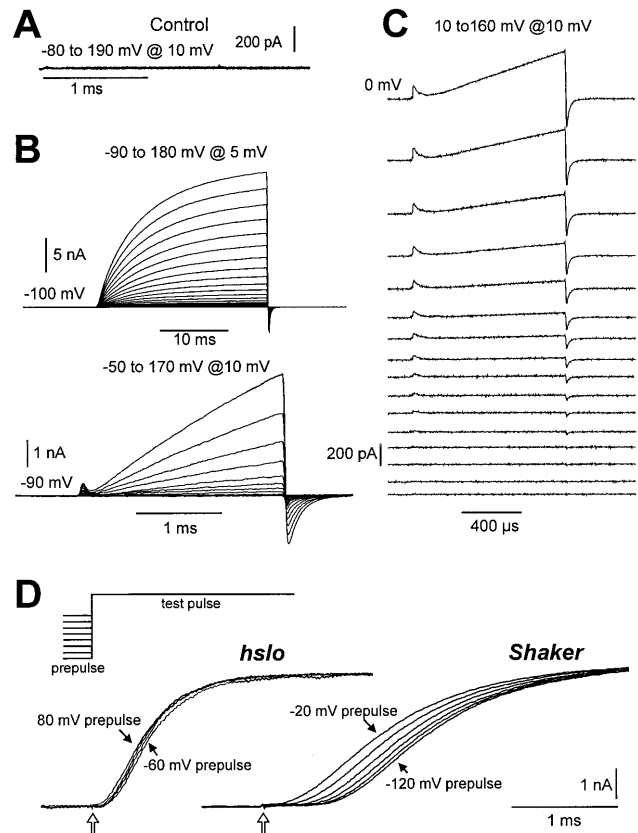 A
Control
-80 to 190 mV @ 10 mV
200 pA
1 ms
B
-90 to 180 mV @ 5 mV
5 nA
-100 mV
10 ms
-50 to 170 mV @10 mV
1 nA
-90 mV
1 ms
C
10 to160 mV @10 mV
0 mV
200 pA
400 µs
D
test pulse
prepulse
hslo
Shaker
80 mV prepulse
-60 mV prepulse
-20 mV prepulse
-120 mV prepulse
1 nA
1 ms